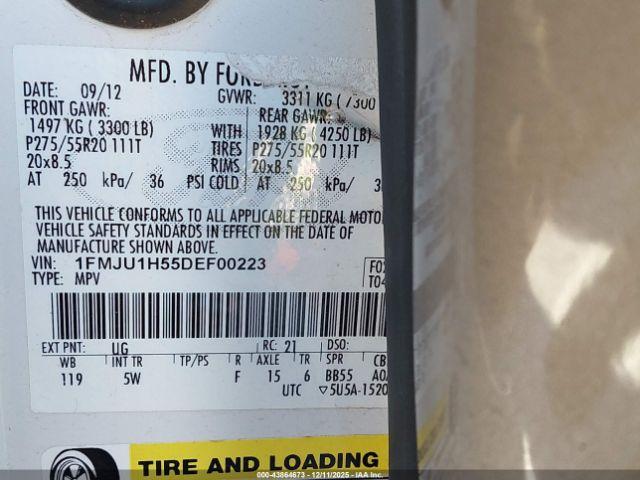 MFD. BY FORD
DATE: 09/12 GVWR: 3311 KG ( 7300
FRONT GAWR: REAR GAWR:
1497 KG ( 3300 LB) WITH 1928 KG ( 4250 LB)
P275/55R20 111T TIRES P275/55R20 111T
20x8.5 RIMS 20x8.5
AT 250 kPa/ 36 PSI COLD AT 250 kPa/
THIS VEHICLE CONFORMS TO ALL APPLICABLE FEDERAL MOTO
VEHICLE SAFETY STANDARDS IN EFFECT ON THE DATE OF
MANUFACTURE SHOWN ABOVE.
VIN: 1FMJU1H55DEF00223
TYPE: MPV
EXT PNT: UG RC: 21 DSO:
WB INT TR TP/PS R AXLE TR SPR
119 5W F 15 6 BB55
UTC ▽5U5A-1520
TIRE AND LOADING
© IAA - 000-43864673 - 12/11/2025 - IAA HOLDINGS, LLC